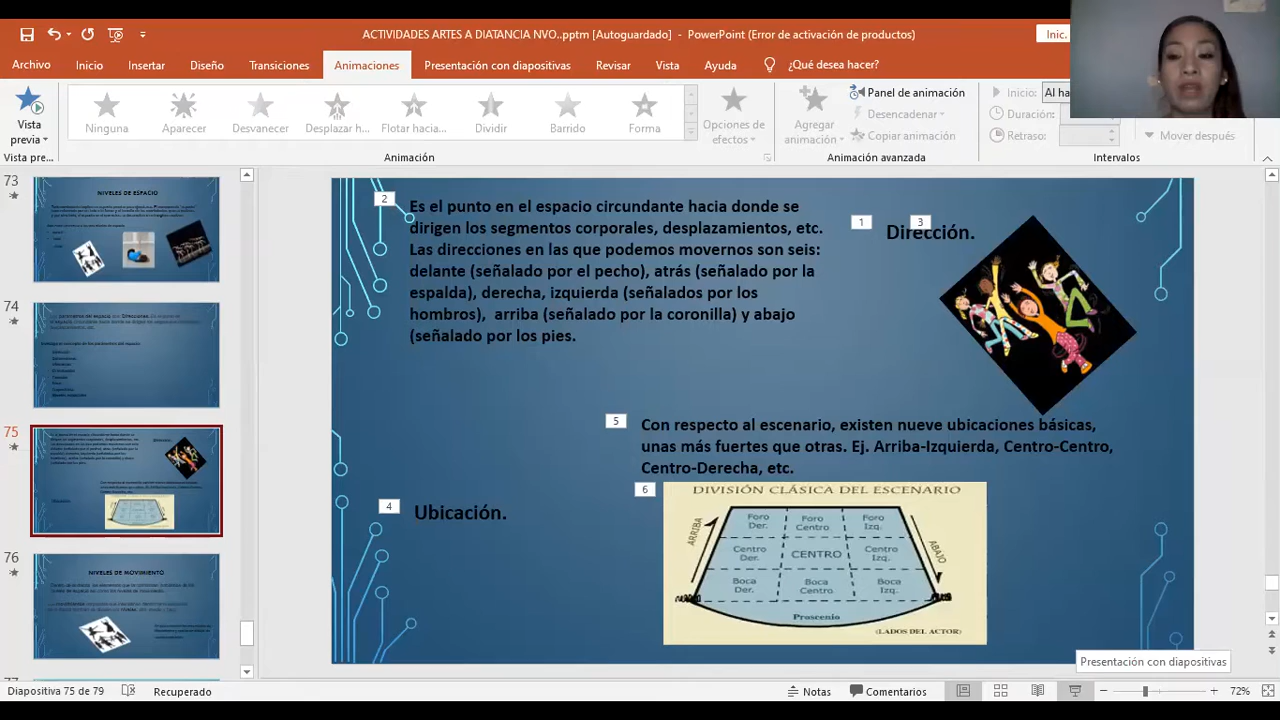 ACTIVIDADES ARTES A DIATANCIA NVO..pptm [Autoguardado] - PowerPoint (Error de activación de productos)
Inic.
Archivo Inicio Insertar Diseño Transiciones Animaciones Presentación con diapositivas Revisar Vista Ayuda ¿Qué desea hacer?
Vista previa
Ninguna Aparecer Desvanecer Desplazar h... Flotar hacia... Dividir Barrido Forma
Opciones de efectos
Agregar animación
Panel de animación
Desencadenar
Copiar animación
Inicio: Al ha
Duración:
Retraso:
Mover después
Vista pre... Animación Animación avanzada Intervalos
73
NIVELES DE ESPACIO
74
75
76
NIVELES DE MOVIMIENTO
2
Es el punto en el espacio circundante hacia donde se
dirigen los segmentos corporales, desplazamientos, etc.
Las direcciones en las que podemos movernos son seis:
delante (señalado por el pecho), atrás (señalado por la
espalda), derecha, izquierda (señalados por los
hombros), arriba (señalado por la coronilla) y abajo
(señalado por los pies.
1
3
Dirección.
5
Con respecto al escenario, existen nueve ubicaciones básicas,
unas más fuertes que otras. Ej. Arriba-Izquierda, Centro-Centro,
Centro-Derecha, etc.
4
Ubicación.
6
DIVISIÓN CLÁSICA DEL ESCENARIO
ARRIBA
ABAJO
Foro Der. Foro Centro Foro Izq.
Centro Der. CENTRO Centro Izq.
Boca Der. Boca Centro Boca Izq.
Proscenio
(LADOS DEL ACTOR)
Presentación con diapositivas
Diapositiva 75 de 79 Recuperado Notas Comentarios 72%